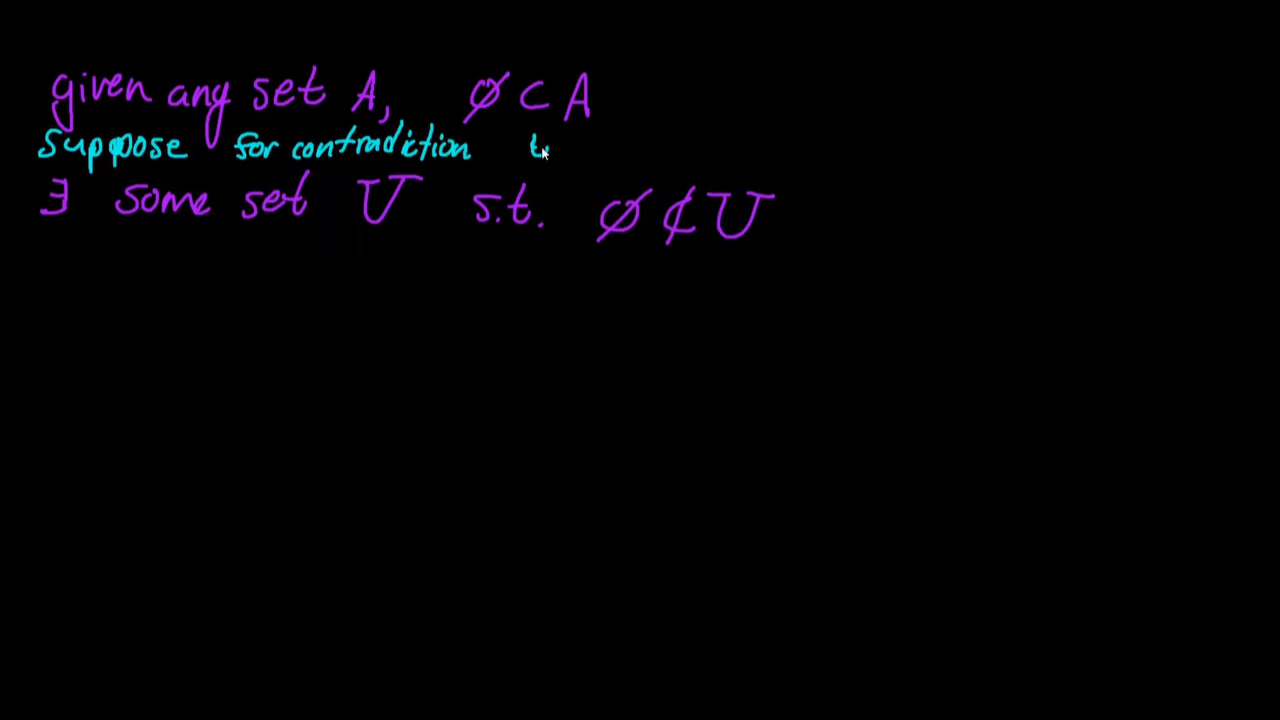 given any set A, ∅ ⊂ A
suppose for contradiction t
∃ some set U s.t. ∅ ⊄ U